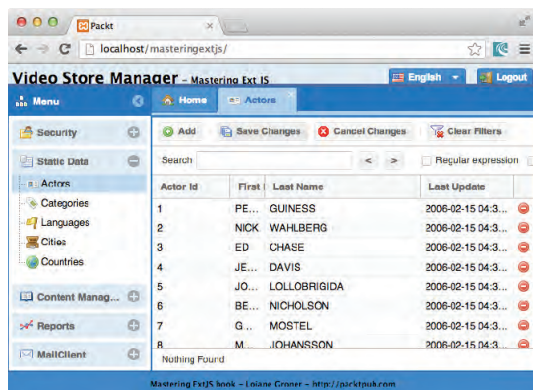 Packt
localhost/masteringextjs/
Video Store Manager - Mastering Ext JS
English
Logout
Menu
Home
Actors
Security
Static Data
Actors
Categories
Languages
Cities
Countries
Content Manag...
Reports
MailClient
Add
Save Changes
Cancel Changes
Clear Filters
Search
<
>
Regular expression
Actor Id
First
Last Name
Last Update
1
PE...
GUINESS
2006-02-15 04:3...
2
NICK
WAHLBERG
2006-02-15 04:3...
3
ED
CHASE
2006-02-15 04:3...
4
JE...
DAVIS
2006-02-15 04:3...
5
JO...
LOLLOBRIGIDA
2006-02-15 04:3...
6
BE...
NICHOLSON
2006-02-15 04:3...
7
G...
MOSTEL
2006-02-15 04:3...
8
M...
JOHANSSON
2006-02-15 04:3...
Nothing Found
Mastering ExtJS book - Loiane Groner - http://packtpub.com